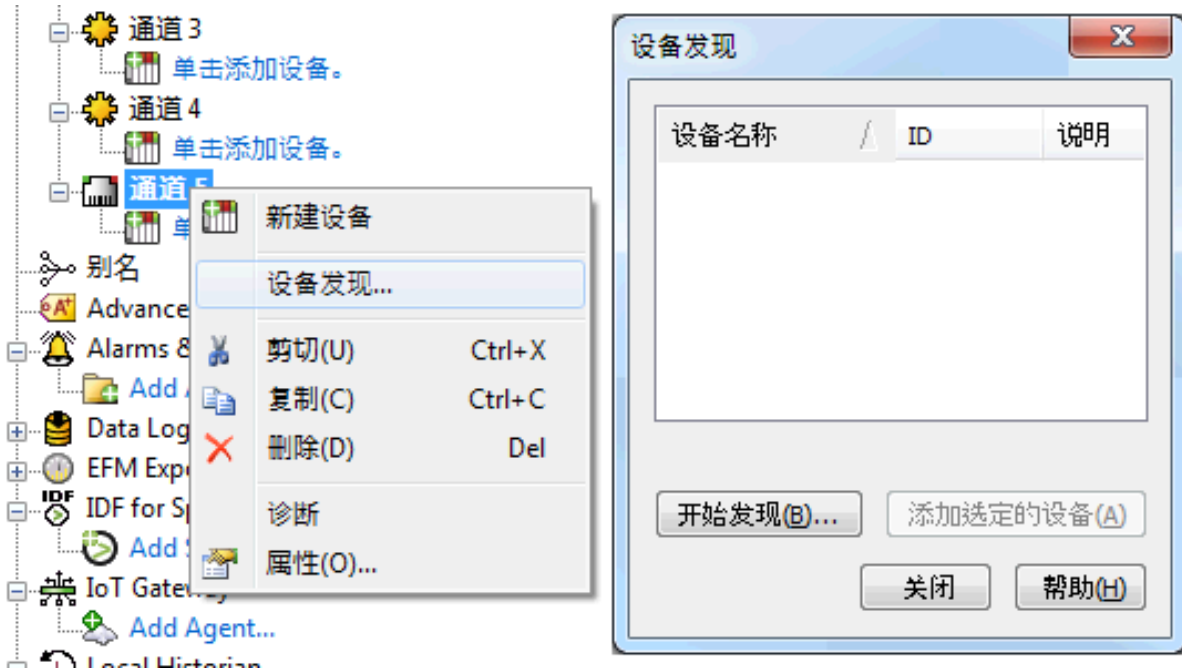 通道 3
单击添加设备。
通道 4
单击添加设备。
通道
别名
Advance
Alarms &
Add
Data Log
EFM Exp
IDF for S
Add
IoT Gateway
Add Agent...
Local Historian
新建设备
设备发现...
剪切(U) Ctrl+X
复制(C) Ctrl+C
删除(D) Del
诊断
属性(O)...
设备发现
设备名称 ID 说明
开始发现(B)... 添加选定的设备(A)
关闭 帮助(H)